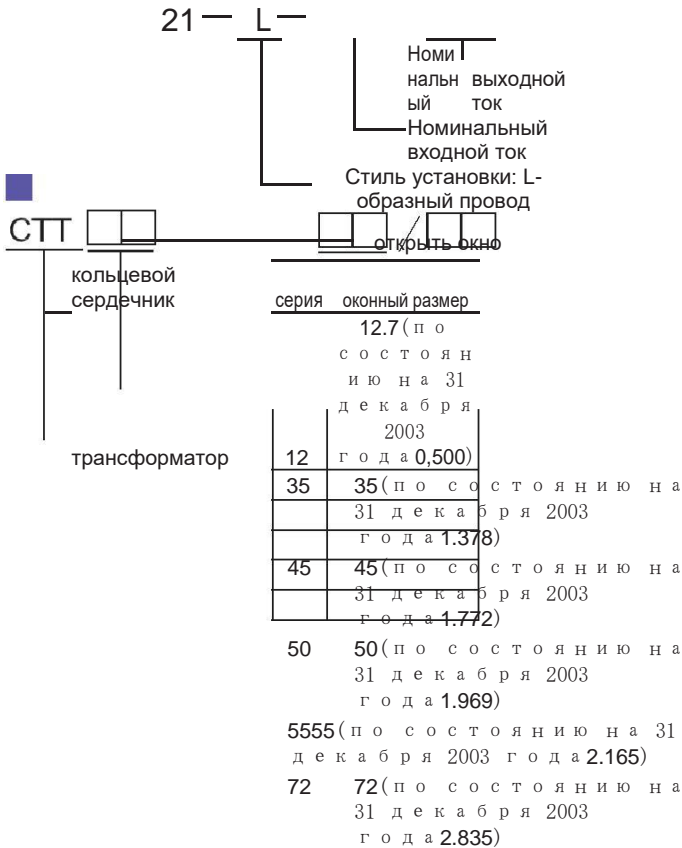 21 — L —
Номи
нальн выходной
ый ток
Номинальный
входной ток
Стиль установки: L-
образный провод
СТТ /
открыть окно
кольцевой
сердечник
серия оконный размер
12.7(по
состоян
ию на 31
декабря
2003
трансформатор 12 года0,500)
35 35(по состоянию на
31 декабря 2003
года1.378)
45 45(по состоянию на
31 декабря 2003
года1.772)
50 50(по состоянию на
31 декабря 2003
года1.969)
5555(по состоянию на 31
декабря 2003 года2.165)
72 72(по состоянию на
31 декабря 2003
года2.835)